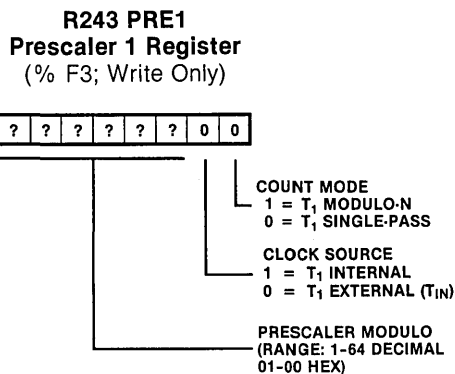 R243 PRE1
Prescaler 1 Register
(% F3; Write Only)
? ? ? ? ? ? 0 0
COUNT MODE
1 = T1 MODULO-N
0 = T1 SINGLE-PASS
CLOCK SOURCE
1 = T1 INTERNAL
0 = T1 EXTERNAL (TIN)
PRESCALER MODULO
(RANGE: 1-64 DECIMAL
01-00 HEX)